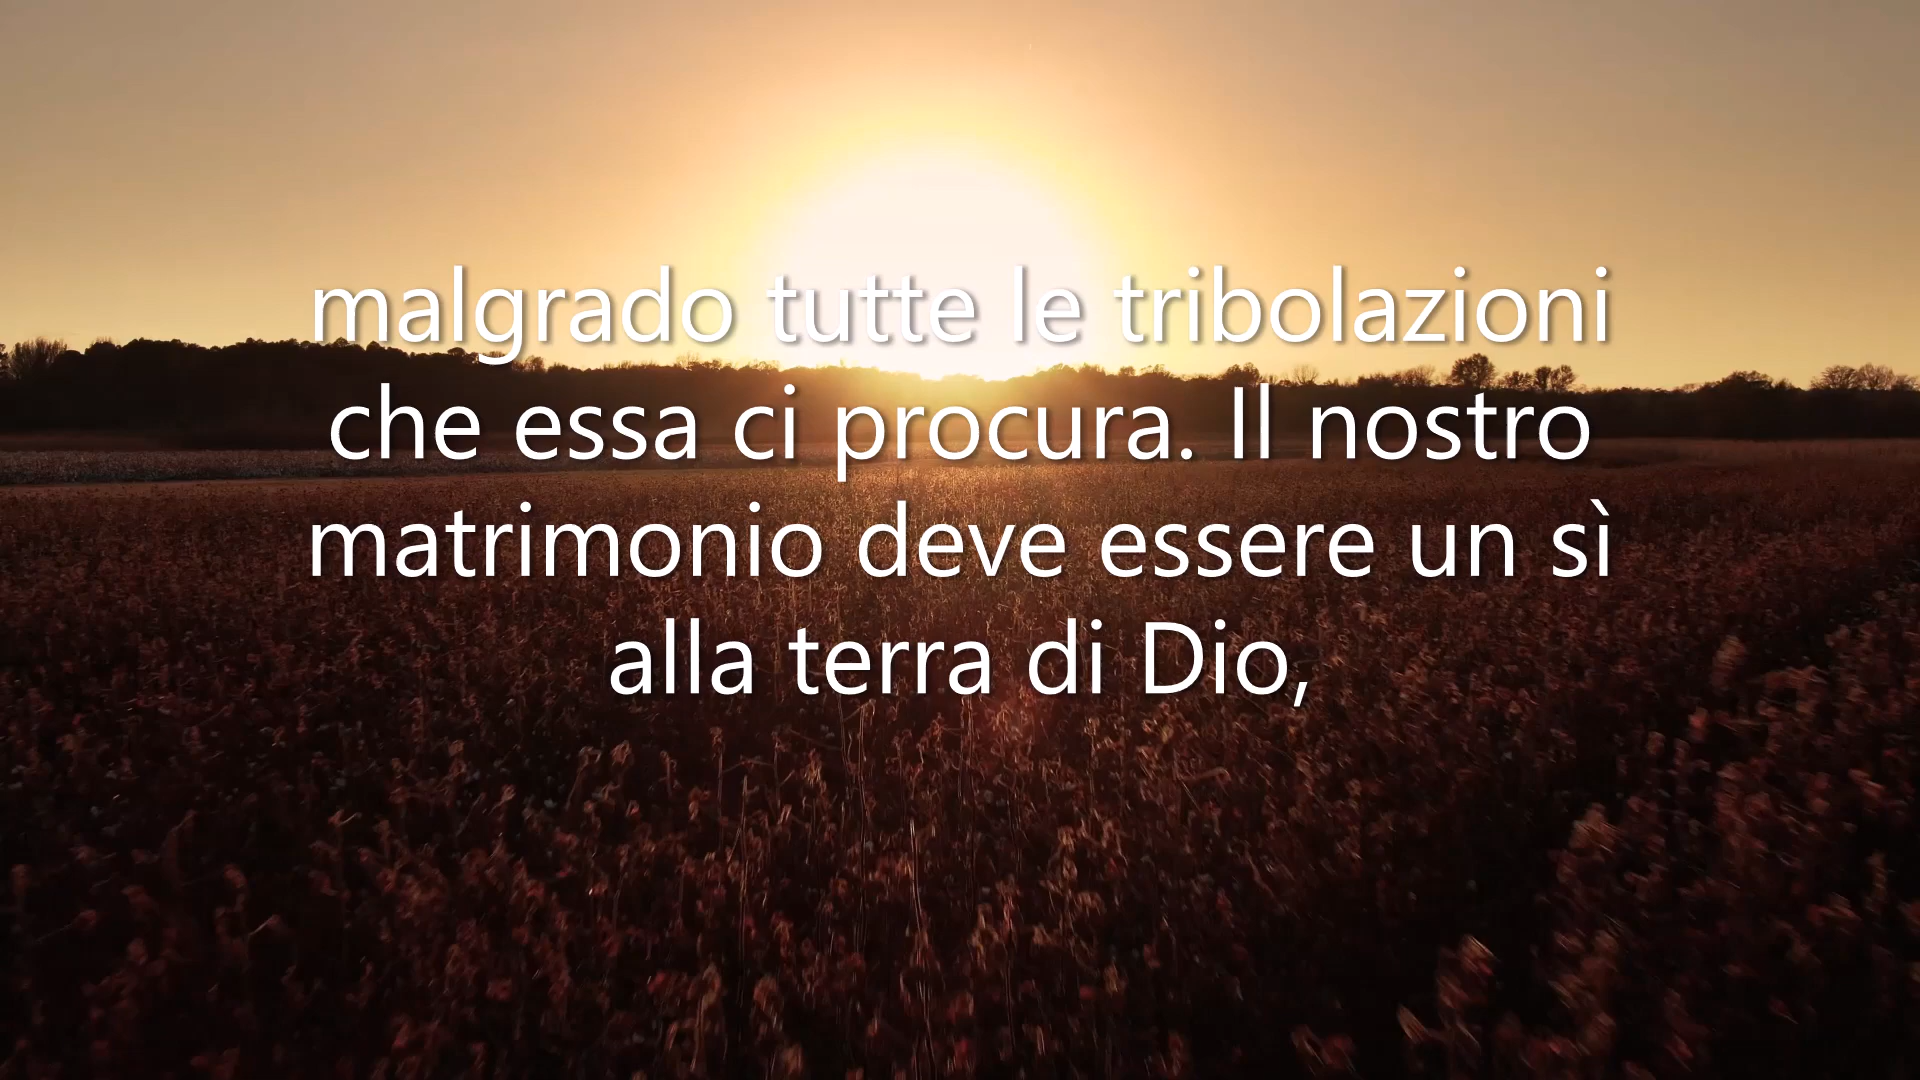 malgrado tutte le tribolazioni
che essa ci procura. Il nostro
matrimonio deve essere un sì
alla terra di Dio,